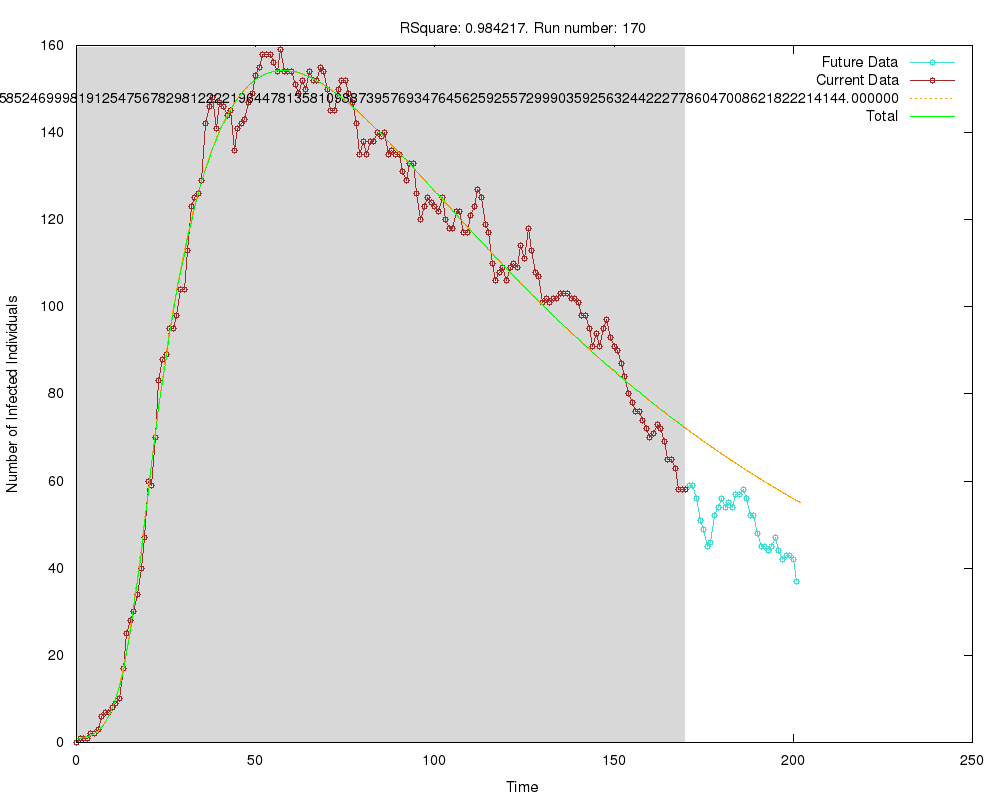 RSquare: 0.984217. Run number: 170
160
140
120
100
80
60
40
20
0
Number of Infected Individuals
Future Data
Current Data
Total
0
50
100
150
200
250
Time